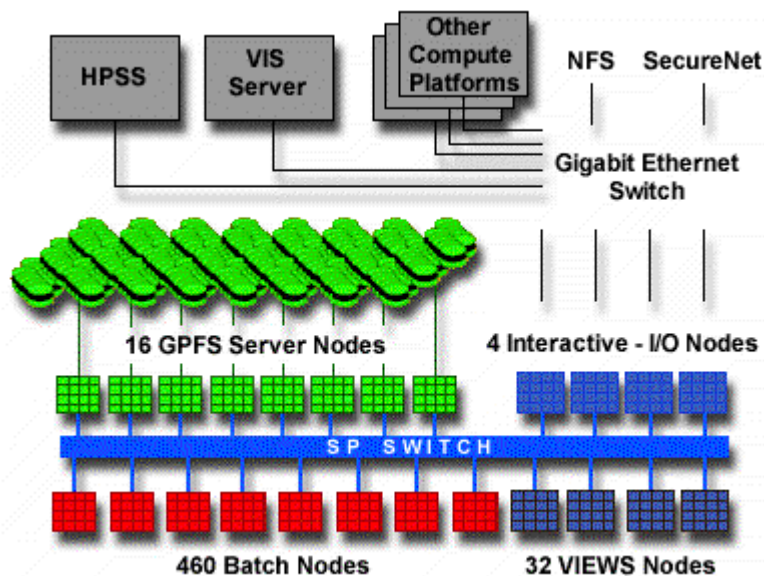 HPSS
VIS
Server
Other
Compute
Platforms
NFS
SecureNet
Gigabit Ethernet
Switch
16 GPFS Server Nodes
4 Interactive - I/O Nodes
SP SWITCH
460 Batch Nodes
32 VIEWS Nodes